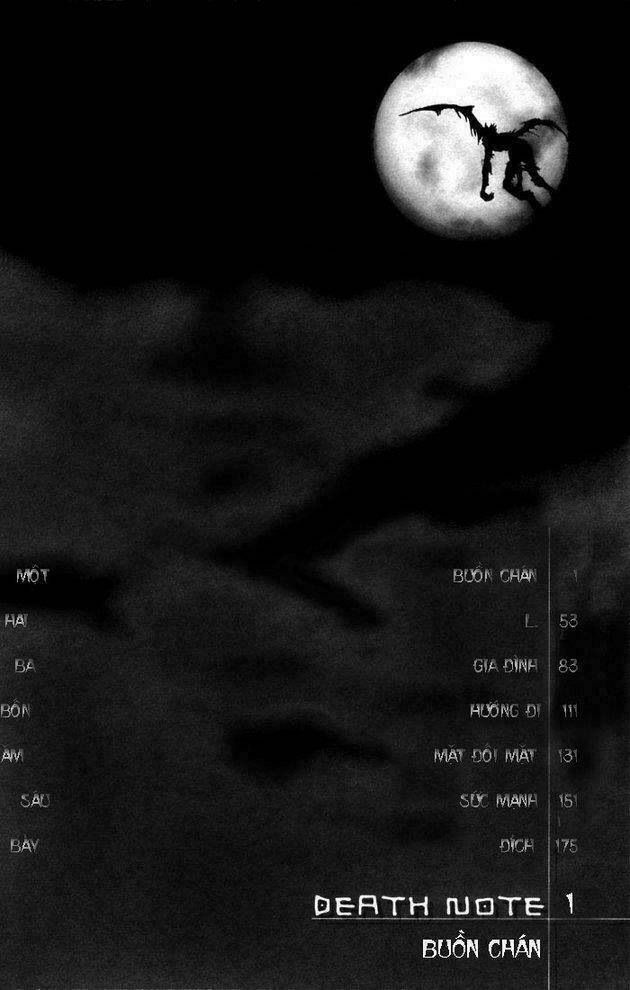 MỘT BUỒN CHÁN 1
HAI L. 53
BA GIA ĐÌNH 83
BỐN HƯỚNG ĐI 111
ĂM MẶT ĐỐI MẶT 131
SÁU SỨC MẠNH 151
BẢY ĐÍCH 175
DEATH NOTE 1
BUỒN CHÁN